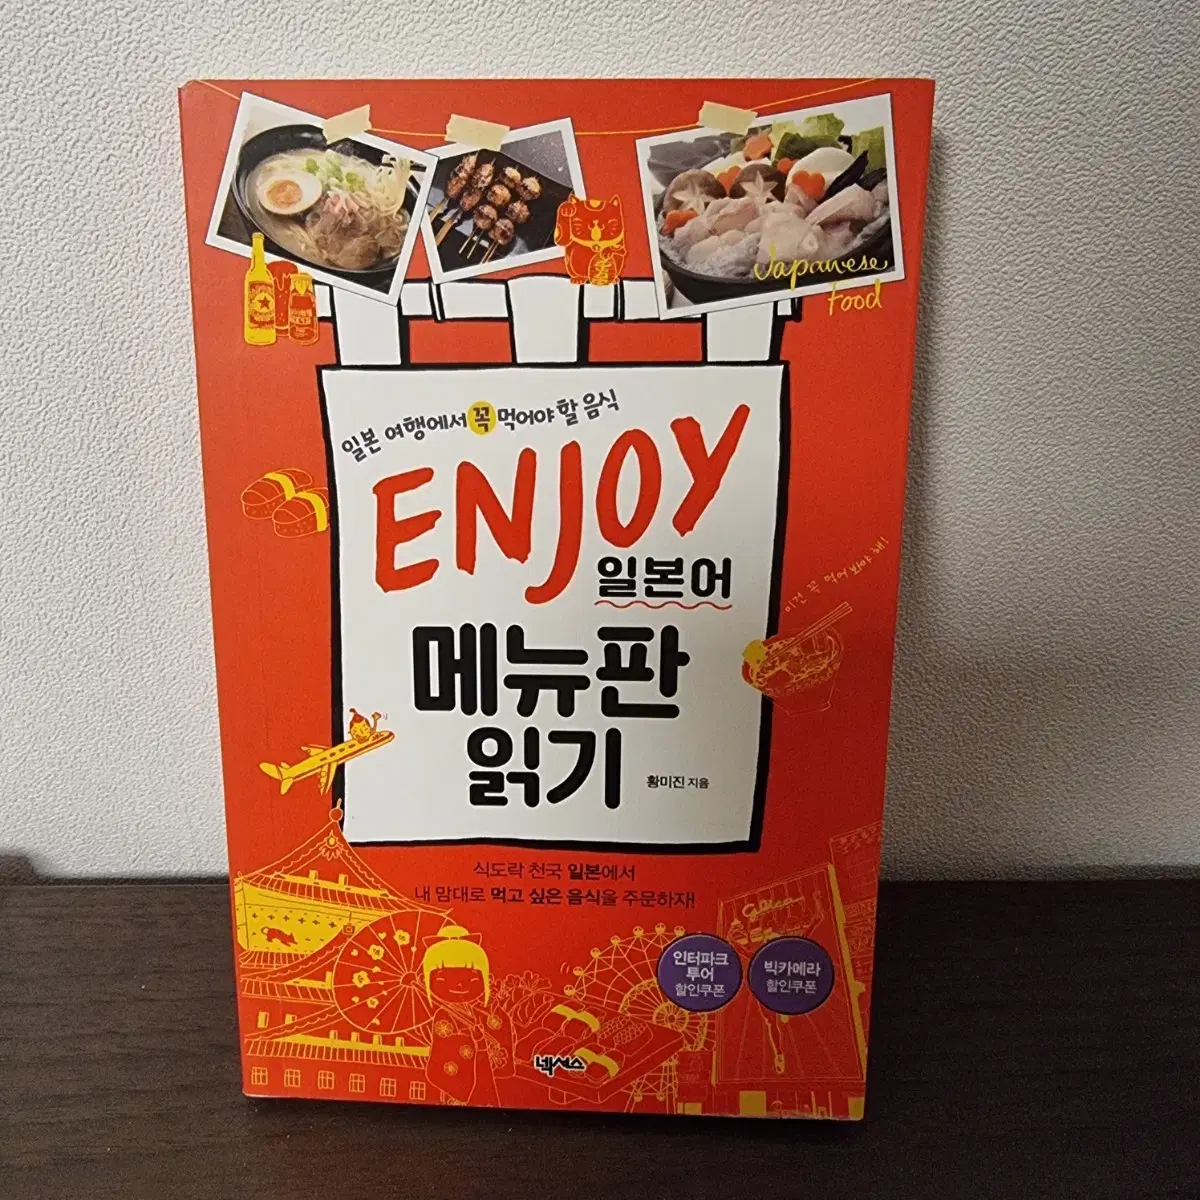 Japanese
food
일본 여행에서 꼭 먹어야 할 음식
ENJOY
일본어
메뉴판
읽기
황미진 지음
이건 꼭 먹어 봐야 해!
식도락 천국 일본에서
내 맘대로 먹고 싶은 음식을 주문하자!
Glico
인터파크
투어
할인쿠폰
빅카메라
할인쿠폰
넥서스